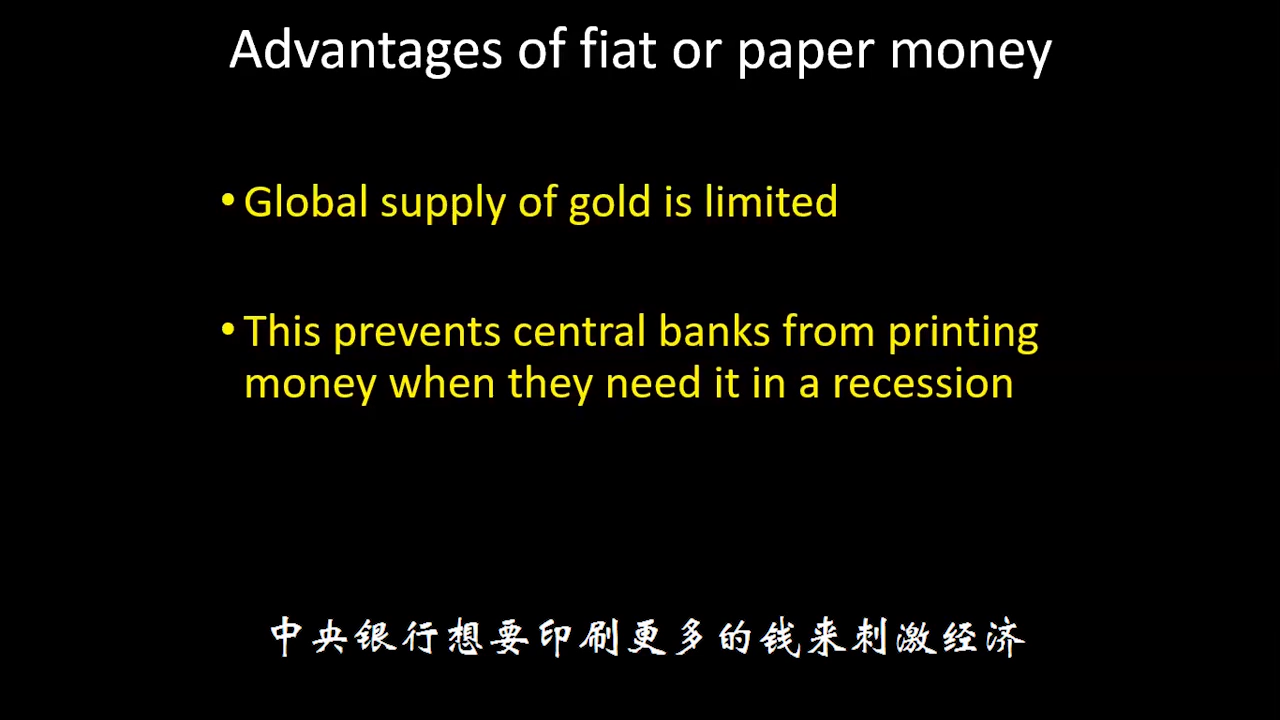 Advantages of fiat or paper money
• Global supply of gold is limited
• This prevents central banks from printing
money when they need it in a recession
中央银行想要印刷更多的钱来刺激经济